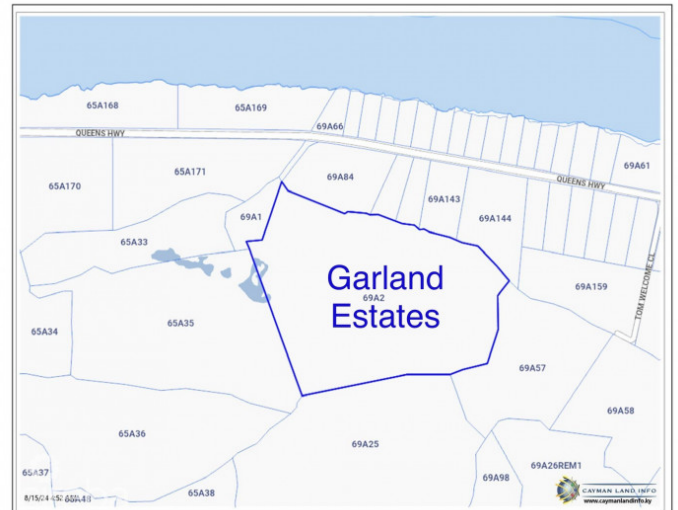 65A168
65A169
69A66
QUEENS HWY
69A61
65A171
69A84
QUEENS HWY
65A170
69A143
69A1
69A144
65A33
TOM WELCOME CL
Garland
69A159
69A2
Estates
65A35
65A34
69A57
69A58
65A36
69A25
69A26REM1
65A37
69A98
65A38
CAYMAN LAND INFO
www.caymanlandinfo.ky